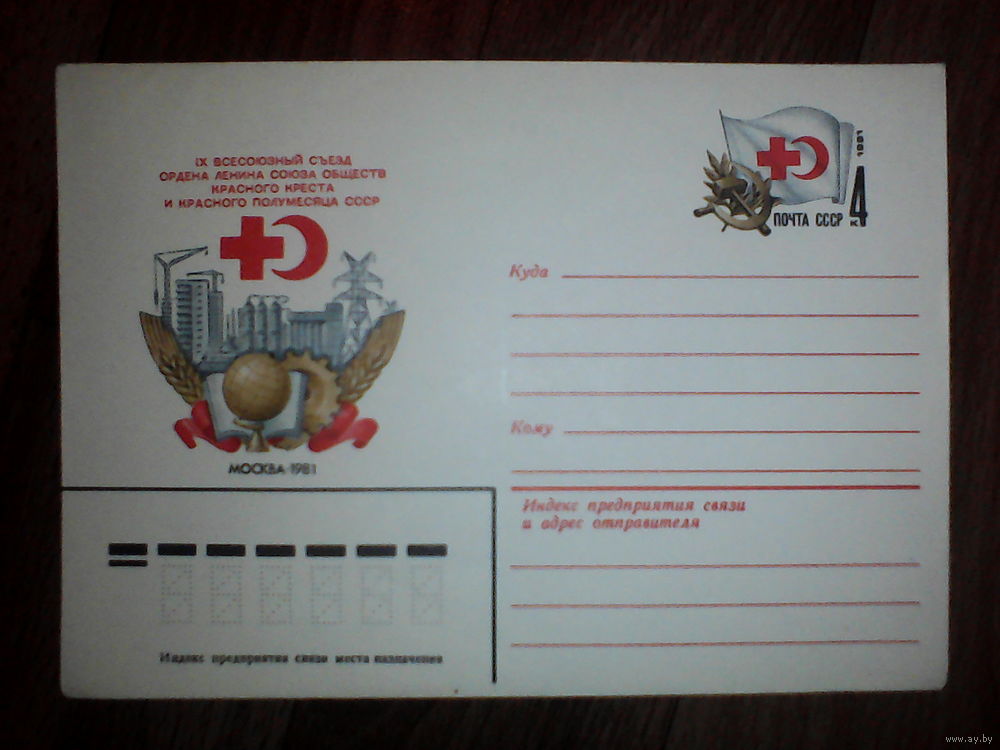 IX ВСЕСОЮЗНЫЙ СЪЕЗД
ОРДЕНА ЛЕНИНА СОЮЗА ОБЩЕСТВ
КРАСНОГО КРЕСТА
И КРАСНОГО ПОЛУМЕСЯЦА СССР
МОСКВА-1981
1981
ПОЧТА СССР 4 К
Куда
Кому
Индекс предприятия связи
и адрес отправителя
Индекс предприятия связи места назначения
www.ay.by